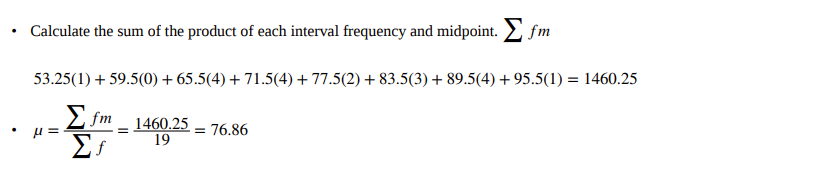 • Calculate the sum of the product of each interval frequency and midpoint. ∑ fm
53.25(1) + 59.5(0) + 65.5(4) + 71.5(4) + 77.5(2) + 83.5(3) + 89.5(4) + 95.5(1) = 1460.25
• μ = ∑ fm / ∑ f = 1460.25 / 19 = 76.86